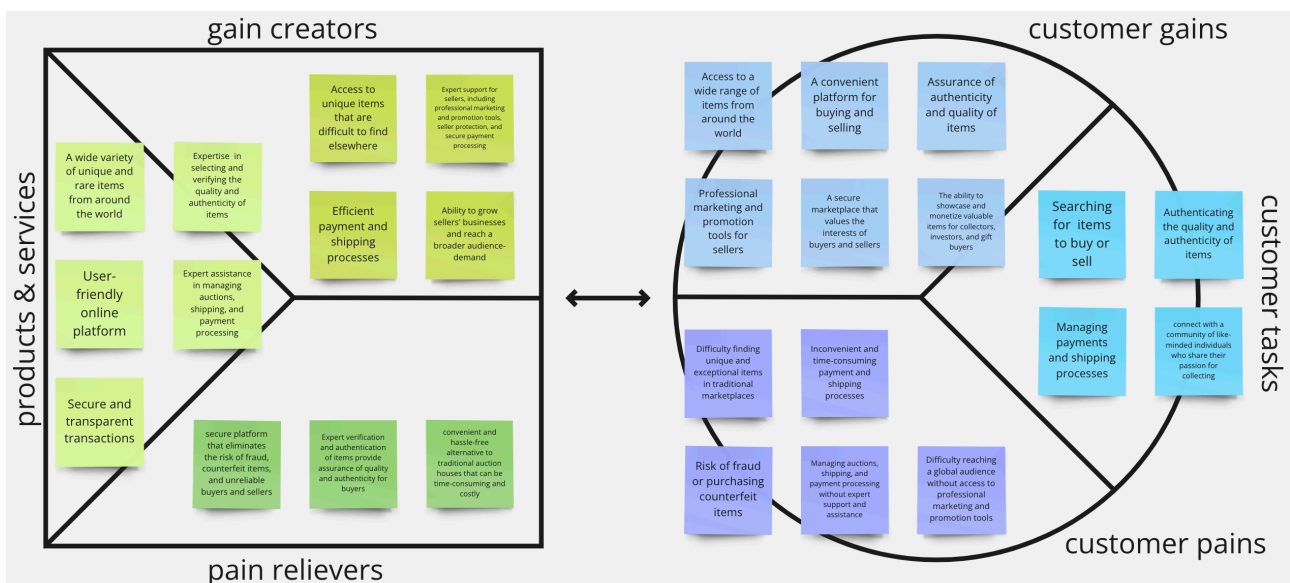 gain creators
customer gains
products & services
A wide variety
of unique and
rare items
from around
the world
Expertise in
selecting and
verifying the
quality and
authenticity of
items
User-
friendly
online
platform
Expert assistance
in managing
auctions,
shipping, and
payment
processing
Secure and
transparent
transactions
Access to
unique items
that are
difficult to find
elsewhere
Expert support for
sellers, including
professional marketing
and promotion tools,
seller protection, and
secure payment
processing
Efficient
payment and
shipping
processes
Ability to grow
sellers' businesses
and reach a
broader audience-
demand
secure platform
that eliminates
the risk of fraud,
counterfeit items,
and unreliable
buyers and sellers
Expert verification
and authentication
of items provide
assurance of quality
and authenticity for
buyers
convenient and
hassle-free
alternative to
traditional auction
houses that can be
time-consuming and
costly
pain relievers
Access to a
wide range of
items from
around the
world
A convenient
platform for
buying and
selling
Assurance of
authenticity
and quality of
items
Professional
marketing and
promotion
tools for
sellers
A secure
marketplace that
values the
interests of
buyers and sellers
The ability to
showcase and
monetize valuable
items for collectors,
investors, and gift
buyers
Searching
for items
to buy or
sell
Authenticating
the quality and
authenticity of
items
Managing
payments
and shipping
processes
connect with a
community of like-
minded individuals
who share their
passion for
collecting
customer tasks
Difficulty finding
unique and
exceptional items
in traditional
marketplaces
Inconvenient and
time-consuming
payment and
shipping
processes
Risk of fraud
or purchasing
counterfeit
items
Managing auctions,
shipping, and
payment processing
without expert
support and
assistance
Difficulty reaching
a global audience
without access to
professional
marketing and
promotion tools
customer pains